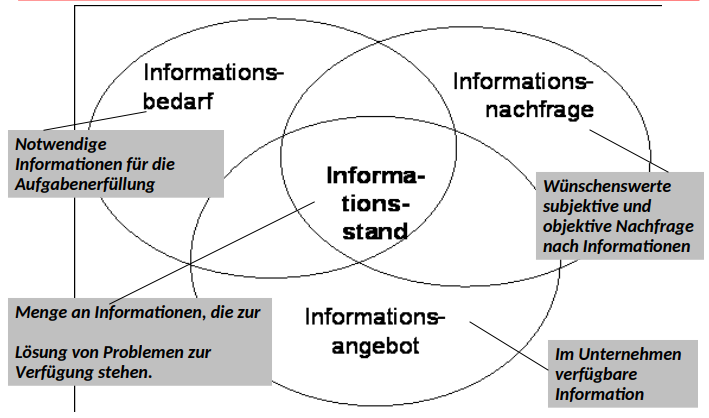 Informations-
bedarf
Informations-
nachfrage
Notwendige
Informationen für die
Aufgabenerfüllung
Informa-
tions-
stand
Wünschenswerte
subjektive und
objektive Nachfrage
nach Informationen
Menge an Informationen, die zur
Lösung von Problemen zur
Verfügung stehen.
Informations-
angebot
Im Unternehmen
verfügbare
Information